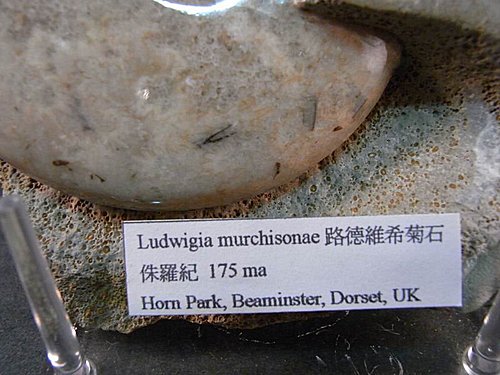 Ludwigia murchisonae 路德維希菊石
侏羅紀 175 ma
Horn Park, Beaminster, Dorset, UK